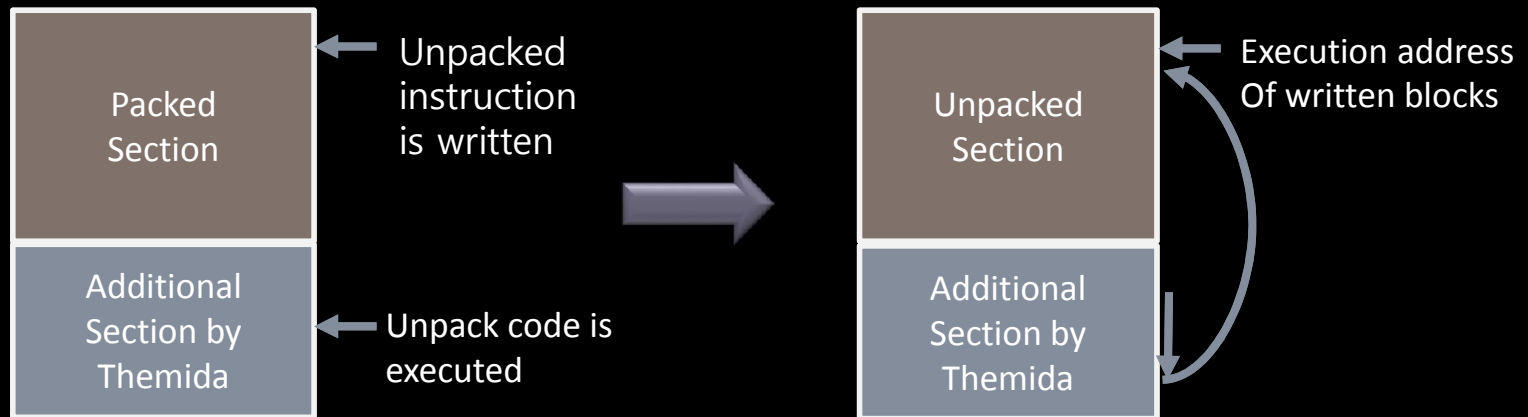 Packed
Section
Unpacked
instruction
is written
Additional
Section by
Themida
Unpack code is
executed
Unpacked
Section
Execution address
Of written blocks
Additional
Section by
Themida